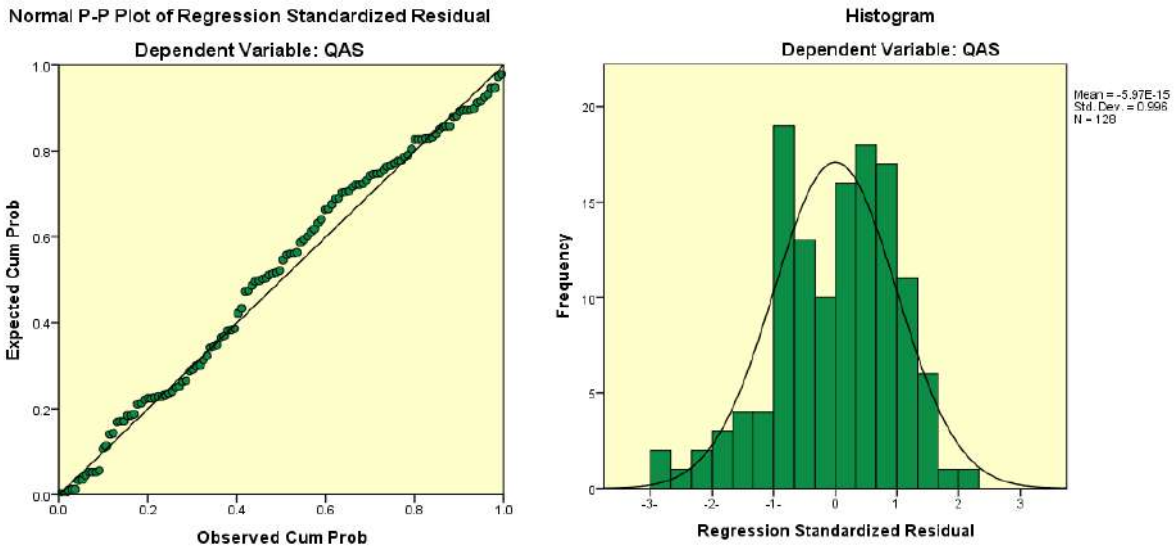 Normal P-P Plot of Regression Standardized Residual
Dependent Variable: QAS
1.0
0.8
0.6
0.4
0.2
0.0
0.0 0.2 0.4 0.6 0.8 1.0
Expected Cum Prob
Observed Cum Prob
Histogram
Dependent Variable: QAS
Mean = -5.97E-15
Std. Dev. = 0.996
N = 128
20
15
10
5
0
-3- -2- -1- 0 1 2 3
Frequency
Regression Standardized Residual